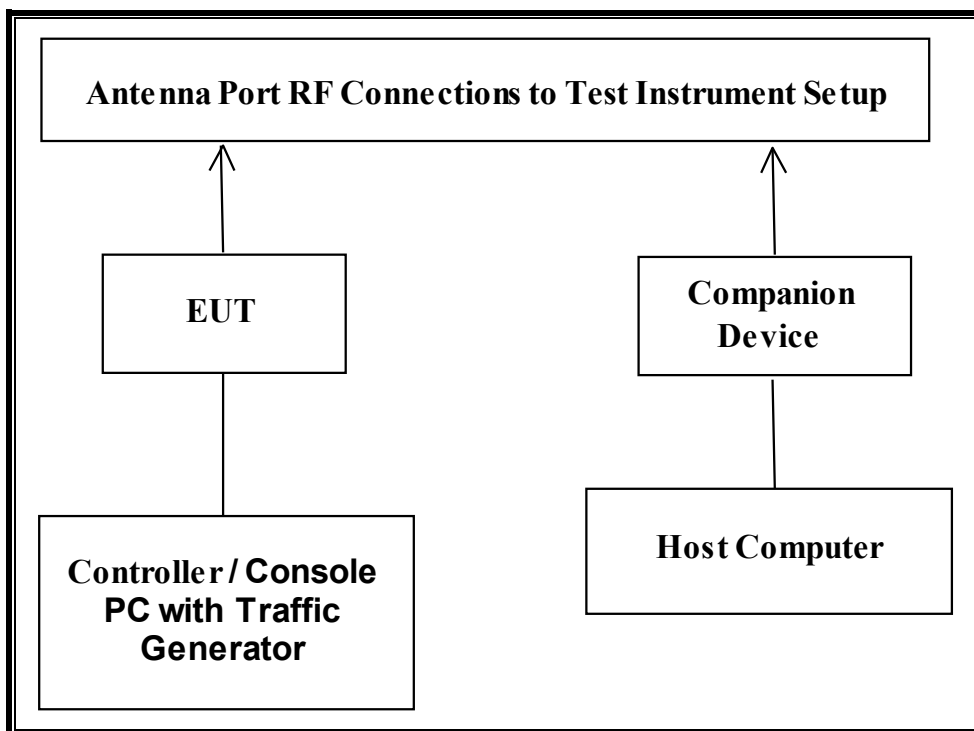 Antenna Port RF Connections to Test Instrument Setup
EUT
Companion
Device
Controller / Console
PC with Traffic
Generator
Host Computer